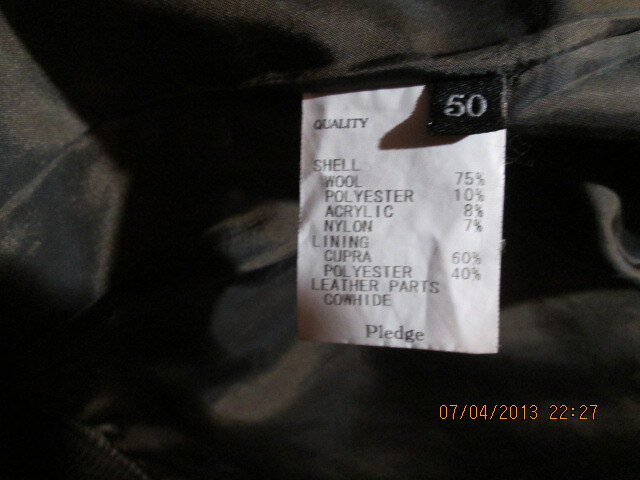 50
QUALITY
SHELL
WOOL 75%
POLYESTER 10%
ACRYLIC 8%
NYLON 7%
LINING
CUPRA 60%
POLYESTER 40%
LEATHER PARTS
COWHIDE
Pledge
07/04/2013 22:27